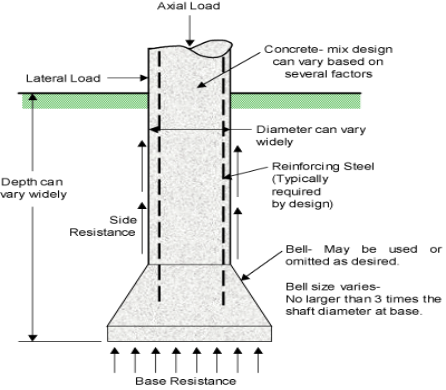 Axial Load
Concrete- mix design
can vary based on
several factors
Lateral Load
Diameter can vary
widely
Depth can
vary widely
Reinforcing Steel
(Typically
required
by design)
Side
Resistance
Bell- May be used or
omitted as desired.
Bell size varies-
No larger than 3 times the
shaft diameter at base.
Base Resistance